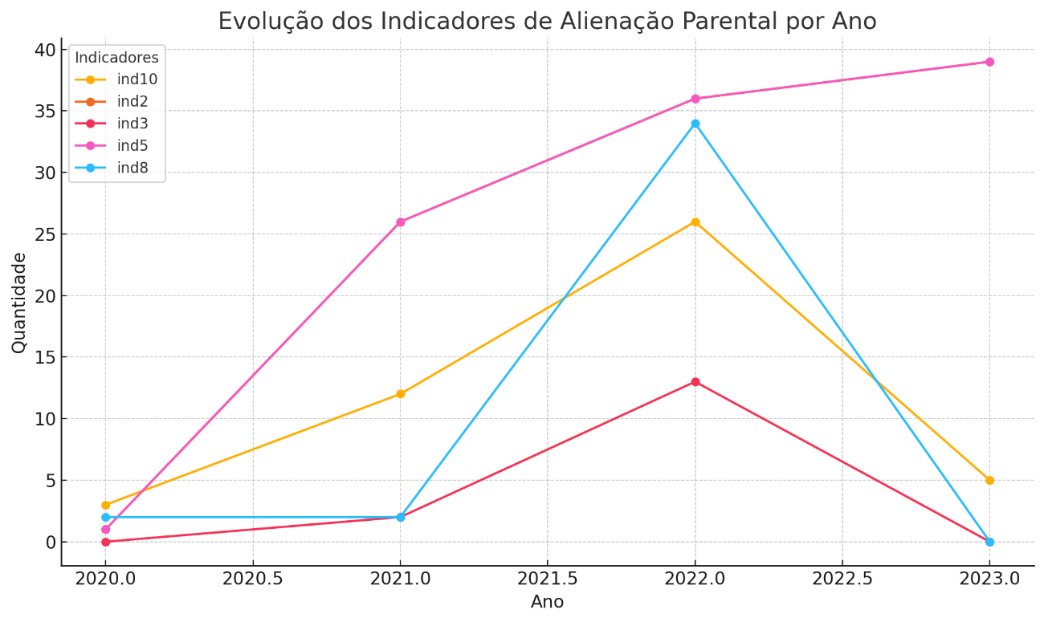 Evolução dos Indicadores de Alienação Parental por Ano
Indicadores
ind10
ind2
ind3
ind5
ind8
Quantidade
40
35
30
25
20
15
10
5
0
2020.0 2020.5 2021.0 2021.5 2022.0 2022.5 2023.0
Ano